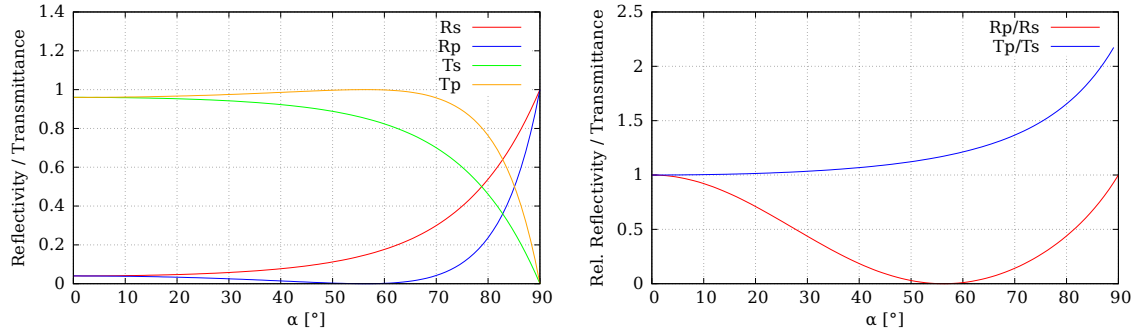 Reflectivity / Transmittance
1.4
1.2
1
0.8
0.6
0.4
0.2
0
0 10 20 30 40 50 60 70 80 90
α [°]
Rs
Rp
Ts
Tp
Rel. Reflectivity / Transmittance
2.5
2
1.5
1
0.5
0
0 10 20 30 40 50 60 70 80 90
α [°]
Rp/Rs
Tp/Ts